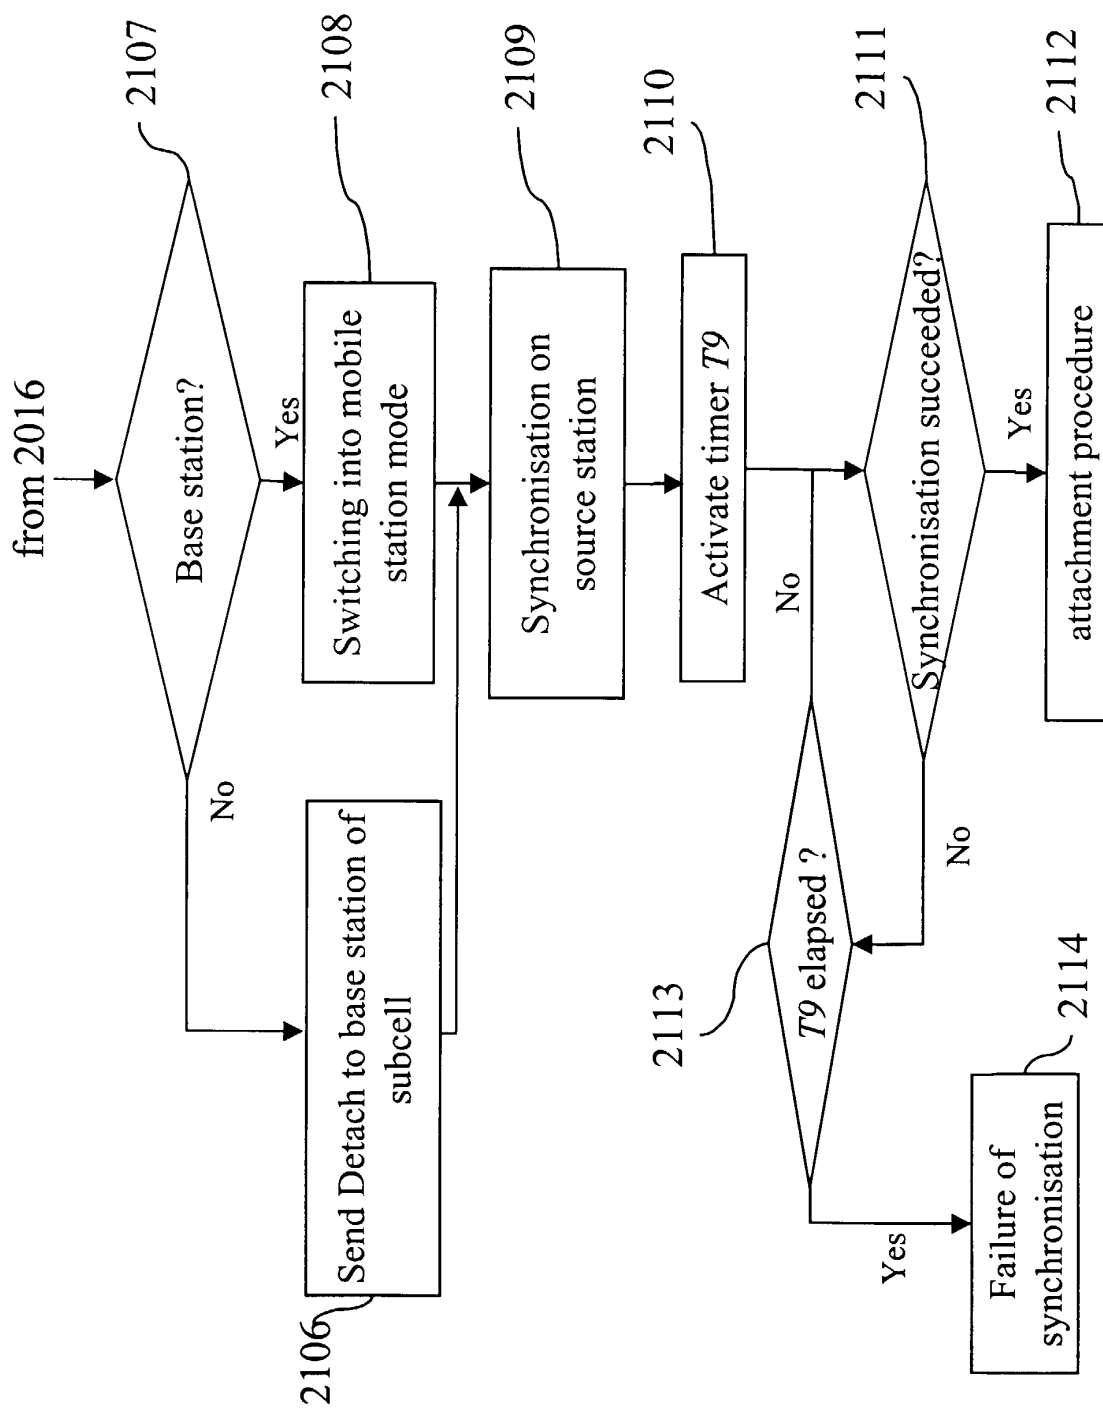 from 2016
2107
Base station?
No
Yes
2108
Switching into mobile
station mode
2106
Send Detach to base station of
subcell
2109
Synchronisation on
source station
2110
Activate timer T9
No
2111
Synchronisation succeeded?
No
Yes
2113
T9 elapsed ?
Yes
2112
attachment procedure
2114
Failure of
synchronisation